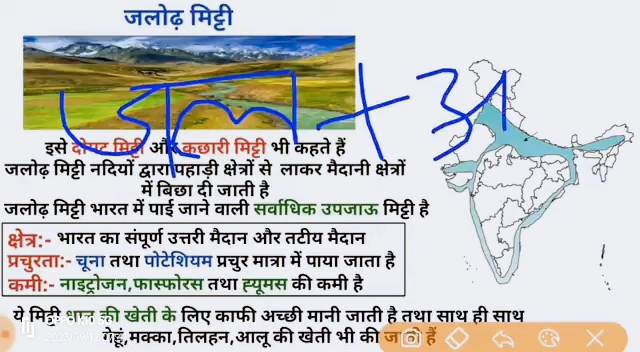 जलोढ़ मिट्टी
जल + अ
इसे दोमट मिट्टी और कछारी मिट्टी भी कहते हैं
जलोढ़ मिट्टी नदियों द्वारा पहाड़ी क्षेत्रों से लाकर मैदानी क्षेत्रों
में बिछा दी जाती है
जलोढ़ मिट्टी भारत में पाई जाने वाली सर्वाधिक उपजाऊ मिट्टी है
क्षेत्र:- भारत का संपूर्ण उत्तरी मैदान और तटीय मैदान
प्रचुरता:- चूना तथा पोटेशियम प्रचुर मात्रा में पाया जाता है
कमी:- नाइट्रोजन,फास्फोरस तथा ह्यूमस की कमी है
ये मिट्टी धान की खेती के लिए काफी अच्छी मानी जाती है तथा साथ ही साथ
गेहूं,मक्का,तिलहन,आलू की खेती भी की जाती हैं